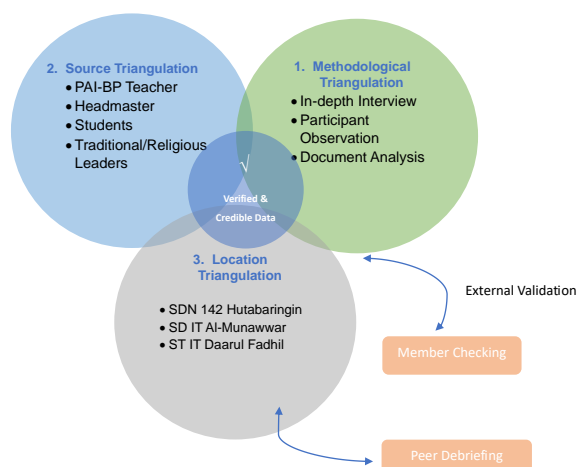 1. Methodological
Triangulation
• In-depth Interview
• Participant
Observation
• Document Analysis
2. Source Triangulation
• PAI-BP Teacher
• Headmaster
• Students
• Traditional/Religious
Leaders
√
Verified &
Credible Data
3. Location
Triangulation
• SDN 142 Hutabaringin
• SD IT Al-Munawwar
• ST IT Daarul Fadhil
External Validation
Member Checking
Peer Debriefing